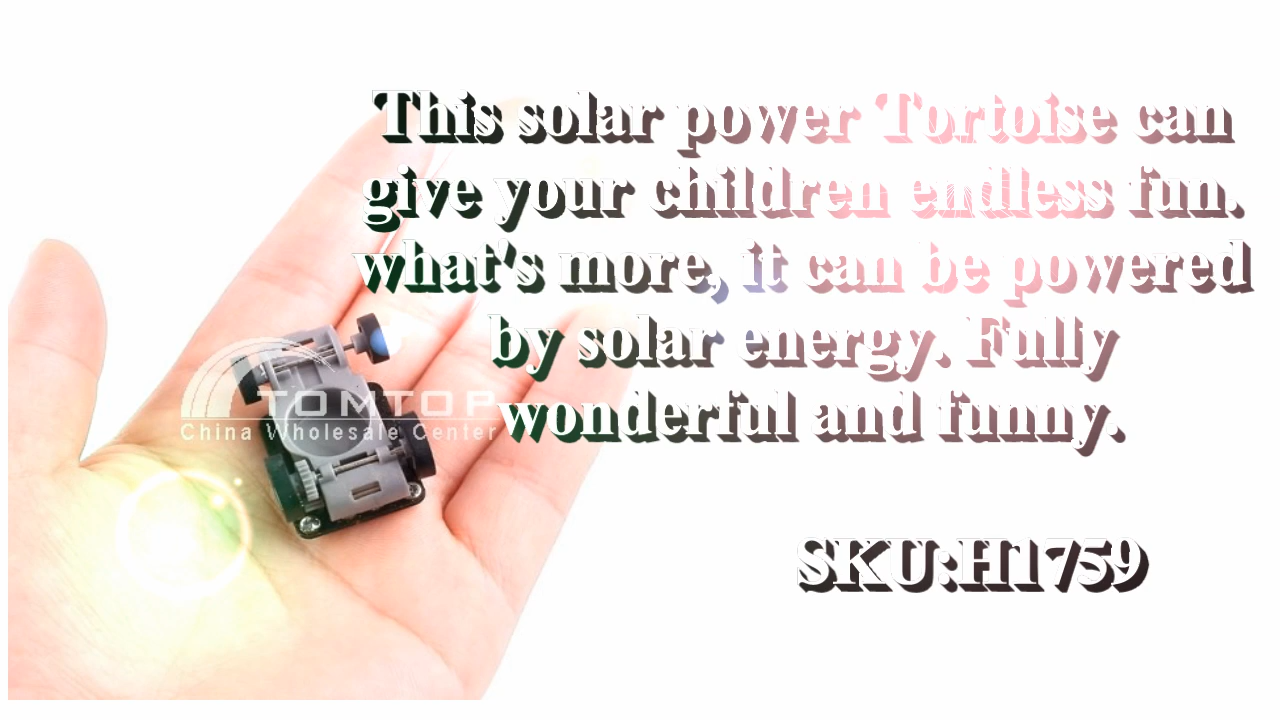 This solar power Tortoise can
give your children endless fun.
what's more, it can be powered
by solar energy. Fully
wonderful and funny.
TOMTOP
China Wholesale Center
SKU:H1759